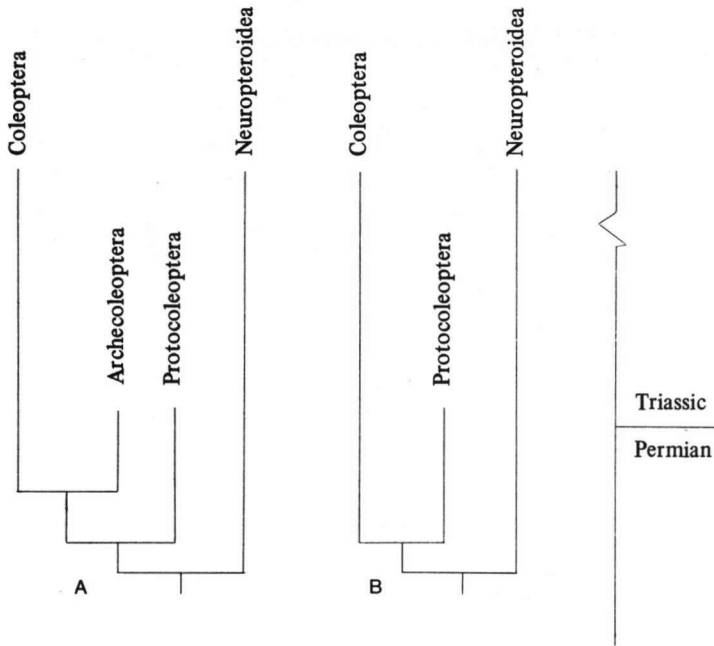 Coleoptera
Archecoleoptera
Protocoleoptera
Neuropteroidea
A
Coleoptera
Protocoleoptera
Neuropteroidea
B
Triassic
Permian